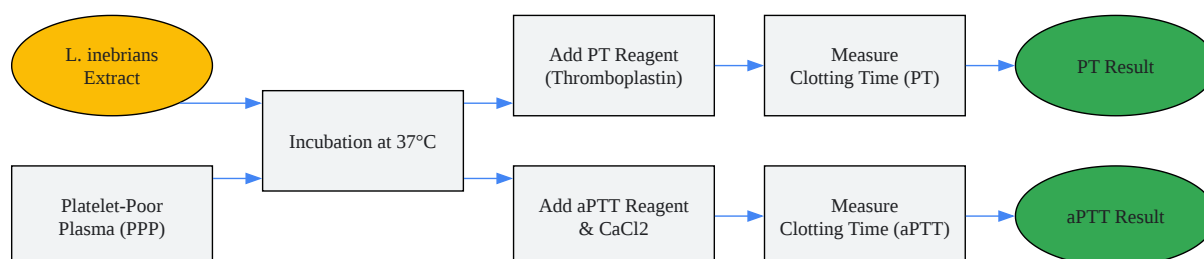 L. inebrians
Extract
Platelet-Poor
Plasma (PPP)
Incubation at 37°C
Add PT Reagent
(Thromboplastin)
Measure
Clotting Time (PT)
PT Result
Add aPTT Reagent
& CaCl2
Measure
Clotting Time (aPTT)
aPTT Result